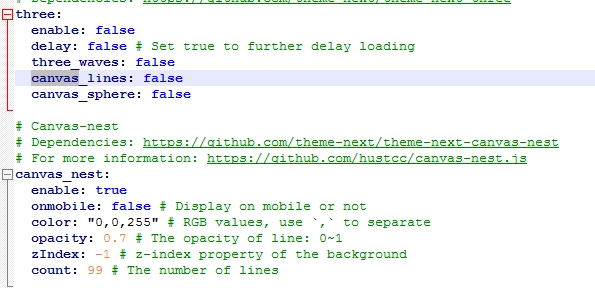 # Dependencies: https://github.com/theme-next/theme-next-three
three:
  enable: false
  delay: false # Set true to further delay loading
  three_waves: false
  canvas_lines: false
  canvas_sphere: false

# Canvas-nest
# Dependencies: https://github.com/theme-next/theme-next-canvas-nest
# For more information: https://github.com/hustcc/canvas-nest.js
canvas_nest:
  enable: true
  onmobile: false # Display on mobile or not
  color: "0,0,255" # RGB values, use `,` to separate
  opacity: 0.7 # The opacity of line: 0~1
  zIndex: -1 # z-index property of the background
  count: 99 # The number of lines